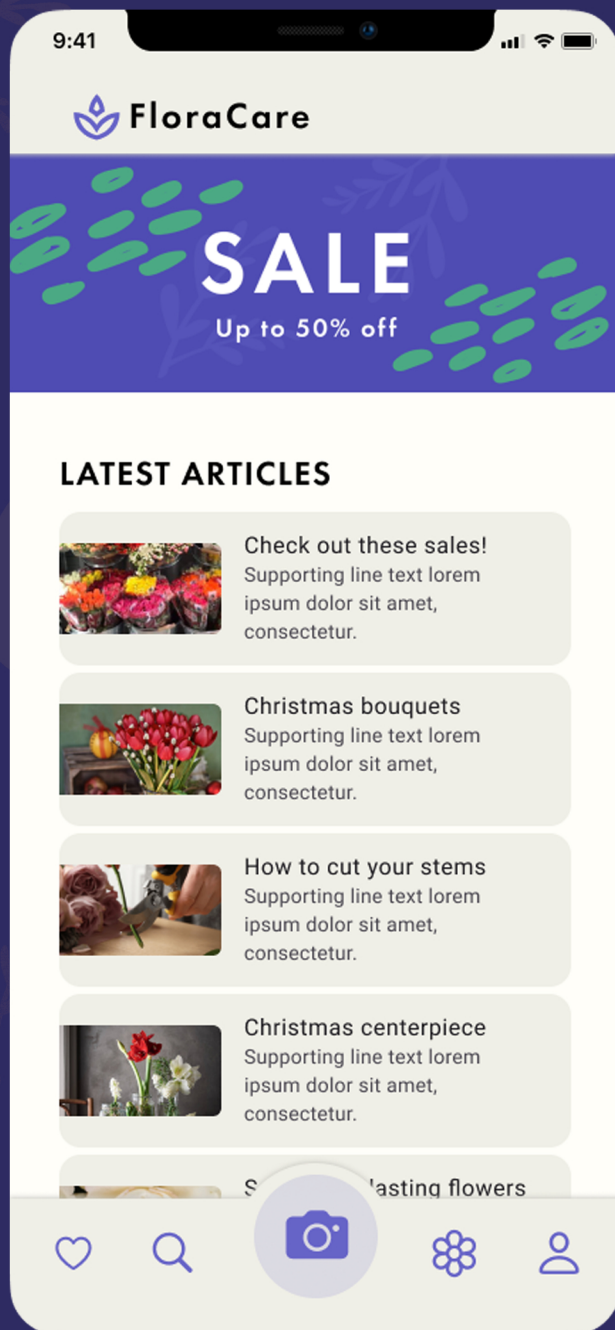 9:41
FloraCare
SALE
Up to 50% off
LATEST ARTICLES
Check out these sales!
Supporting line text lorem
ipsum dolor sit amet,
consectetur.
Christmas bouquets
Supporting line text lorem
ipsum dolor sit amet,
consectetur.
How to cut your stems
Supporting line text lorem
ipsum dolor sit amet,
consectetur.
Christmas centerpiece
Supporting line text lorem
ipsum dolor sit amet,
consectetur.
lasting flowers